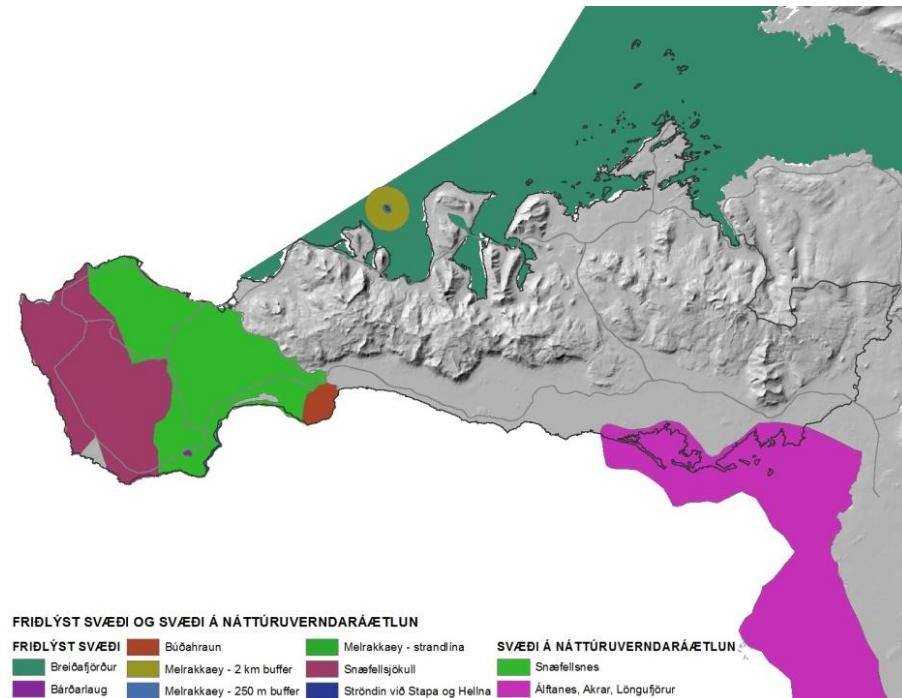 FRIÐLÝST SVÆÐI OG SVÆÐI Á NÁTTÚRUVERNDARÁÆTLUN
FRIÐLÝST SVÆÐI
Breiðafjörður
Bárðarlaug
Búðahraun
Melrakkaey - 2 km buffer
Melrakkaey - 250 m buffer
Melrakkaey - strandlína
Snæfellsjökull
Ströndin við Stapa og Hellna
SVÆÐI Á NÁTTÚRUVERNDARÁÆTLUN
Snæfellsnes
Álftanes, Akrar, Löngufjörur